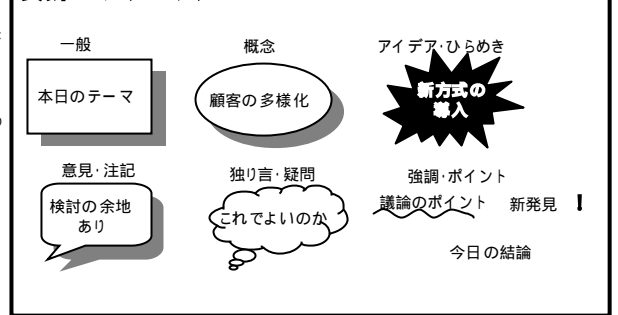 一般
概念
アイデア・ひらめき
本日のテーマ
顧客の多様化
新方式の
導入
意見・注記
独り言・疑問
強調・ポイント
検討の余地
あり
これでよいのか
議論のポイント
新発見 !
今日の結論